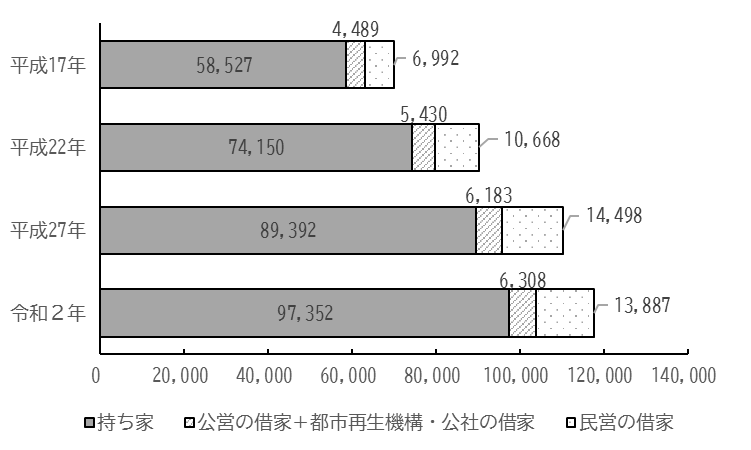 4,489
平成17年
58,527
6,992
5,430
平成22年
74,150
10,668
6,183
平成27年
89,392
14,498
6,308
令和２年
97,352
13,887
0 20,000 40,000 60,000 80,000 100,000 120,000 140,000
持ち家 公営の借家＋都市再生機構・公社の借家 民営の借家